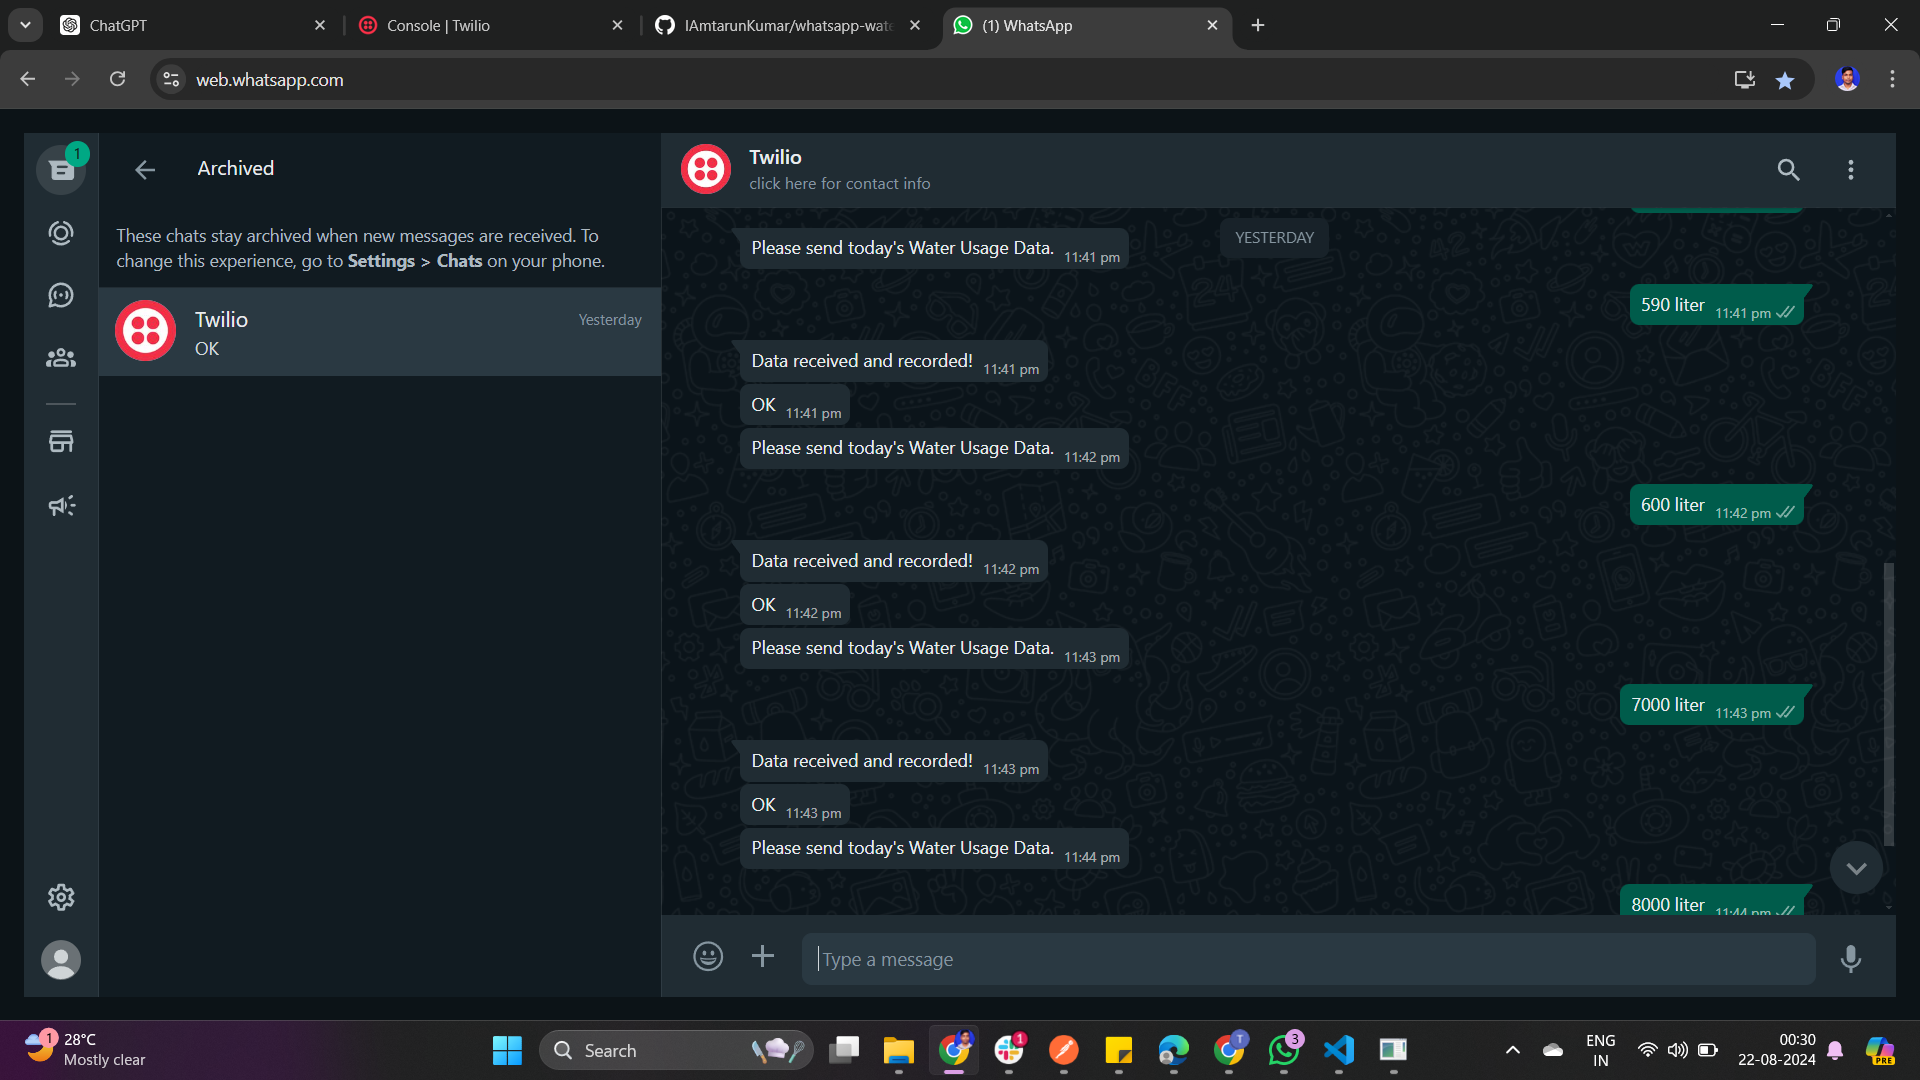 ChatGPT
Console | Twilio
IAmtarunKumar/whatsapp-wate
(1) WhatsApp
web.whatsapp.com
1
Archived
These chats stay archived when new messages are received. To
change this experience, go to Settings > Chats on your phone.
Twilio
Yesterday
OK
Twilio
click here for contact info
YESTERDAY
Please send today's Water Usage Data. 11:41 pm
590 liter 11:41 pm
Data received and recorded! 11:41 pm
OK 11:41 pm
Please send today's Water Usage Data. 11:42 pm
600 liter 11:42 pm
Data received and recorded! 11:42 pm
OK 11:42 pm
Please send today's Water Usage Data. 11:43 pm
7000 liter 11:43 pm
Data received and recorded! 11:43 pm
OK 11:43 pm
Please send today's Water Usage Data. 11:44 pm
8000 liter 11:44 pm
Type a message
1
28°C
Mostly clear
Search
1
T
3
ENG
IN
00:30
22-08-2024
PRE